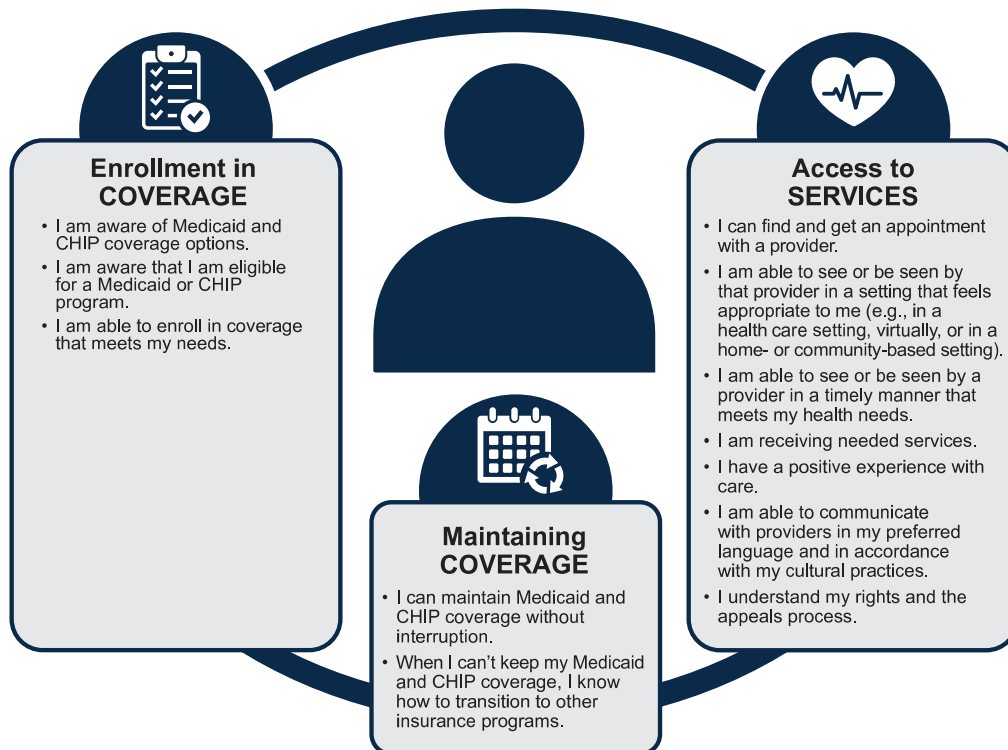 Enrollment in
COVERAGE
• I am aware of Medicaid and
CHIP coverage options.
• I am aware that I am eligible
for a Medicaid or CHIP
program.
• I am able to enroll in coverage
that meets my needs.
Maintaining
COVERAGE
• I can maintain Medicaid and
CHIP coverage without
interruption.
• When I can’t keep my Medicaid
and CHIP coverage, I know
how to transition to other
insurance programs.
Access to
SERVICES
• I can find and get an appointment
with a provider.
• I am able to see or be seen by
that provider in a setting that feels
appropriate to me (e.g., in a
health care setting, virtually, or in a
home- or community-based setting).
• I am able to see or be seen by a
provider in a timely manner that
meets my health needs.
• I am receiving needed services.
• I have a positive experience with
care.
• I am able to communicate
with providers in my preferred
language and in accordance
with my cultural practices.
• I understand my rights and the
appeals process.